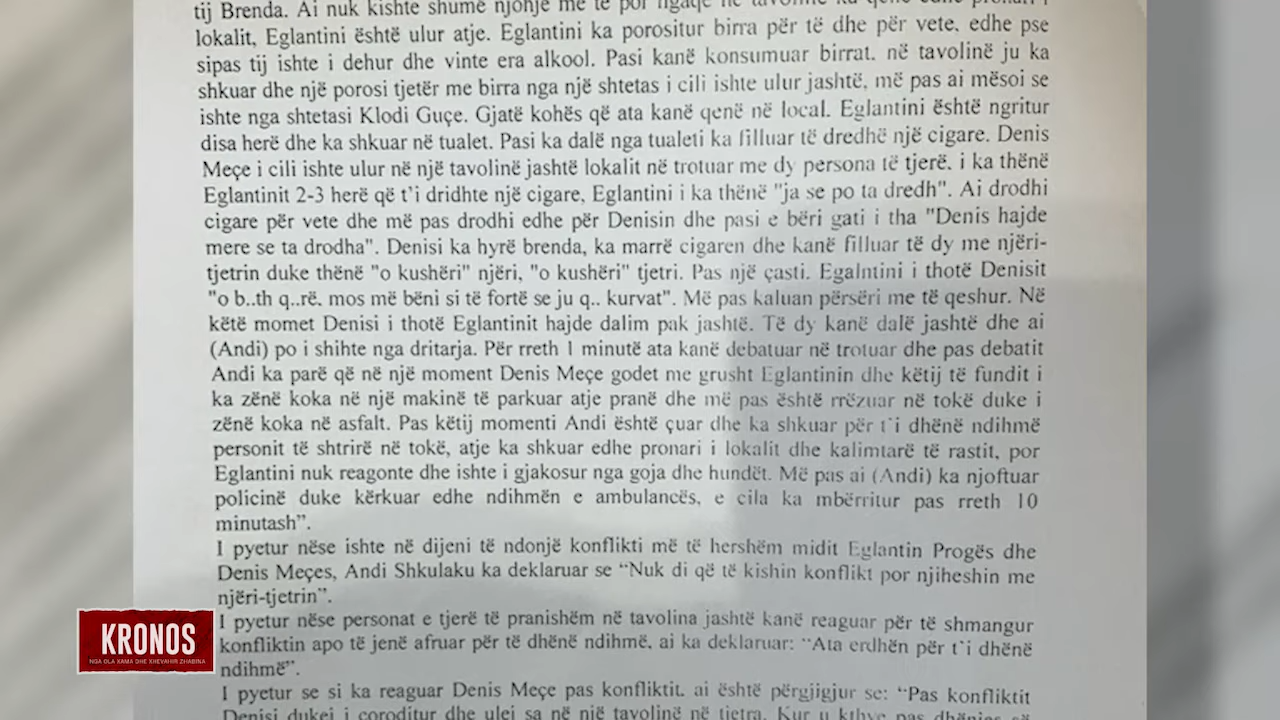 tij Brenda. Ai nuk kishte shumë njohje me të por ngaqë në
lokalit, Eglantini është ulur atje. Eglantini ka porositur birra për të dhe për vete, edhe pse
sipas tij ishte i dehur dhe vinte era alkool. Pasi kanë konsumuar birrat. në tavolinë ju ka
shkuar dhe një porosi tjetër me birra nga një shtetas i cili ishte ulur jashtë, më pas ai mësoi se
ishte nga shtetasi Klodi Guçe. Gjatë kohës që ata kanë qenë në local. Eglantini është ngritur
disa herë dhe ka shkuar në tualet. Pasi ka dalë nga tualeti ka filluar të dredhë një cigare. Denis
Meçe i cili ishte ulur në një tavolinë jashtë lokalit në trotuar me dy persona të tjerë. i ka thënë
Eglantinit 2-3 herë që t'i dridhte një cigare, Eglantini i ka thënë "ja se po ta dredh". Ai drodhi
cigare për vete dhe më pas drodhi edhe për Denisin dhe pasi e bëri gati i tha "Denis hajde
mere se ta drodha". Denisi ka hyrë brenda, ka marrë cigaren dhe kanë filluar të dy me njëri-
tjetrin duke thënë "o kushëri" njëri, "o kushëri" tjetri. Pas një çasti. Egalntini i thotë Denisit
"o b..th q..rë, mos më bëni si të fortë se ju q.. kurvat". Më pas kaluan përsëri me të qeshur. Në
këtë moment Denisi i thotë Eglantinit hajde dalim pak jashtë. Të dy kanë dalë jashtë dhe ai
(Andi) po i shihte nga dritarja. Për rreth 1 minutë ata kanë debatuar në trotuar dhe pas debatit
Andi ka parë që në një moment Denis Meçe godet me grusht Eglantinin dhe këtij të fundit i
ka zënë koka në një makinë të parkuar atje pranë dhe më pas është rrëzuar në tokë duke i
zënë koka në asfalt. Pas këtij momenti Andi është çuar dhe ka shkuar për t'i dhënë ndihmë
personit të shtrirë në tokë, atje ka shkuar edhe pronari i lokalit dhe kalimtarë të rastit, por
Eglantini nuk reagonte dhe ishte i gjakosur nga goja dhe hundët. Më pas ai (Andi) ka njoftuar
policinë duke kërkuar edhe ndihmën e ambulancës, e cila ka mbërritur pas rreth 10
minutash”.
I pyetur nëse ishte në dijeni të ndonjë konflikti më të hershëm midit Eglantin Progës dhe
Denis Meçes, Andi Shkulaku ka deklaruar se “Nuk di që të kishin konflikt por njiheshin me
njëri-tjetrin”.
I pyetur nëse personat e tjerë të pranishëm në tavolina jashtë kanë reaguar për të shmangur
konfliktin apo të jenë afruar për të dhënë ndihmë, ai ka deklaruar: “Ata erdhën për t'i dhënë
ndihmë”.
I pyetur se si ka reaguar Denis Meçe pas konfliktit. ai është përgjigjur se: “Pas konfliktit
Denisi dukej i çoroditur dhe ulej sa në një tavolinë në tjetra. Kur u kthye pas
KRONOS
NGA OLA XAMA DHE XHEVAHIR ZHABINA